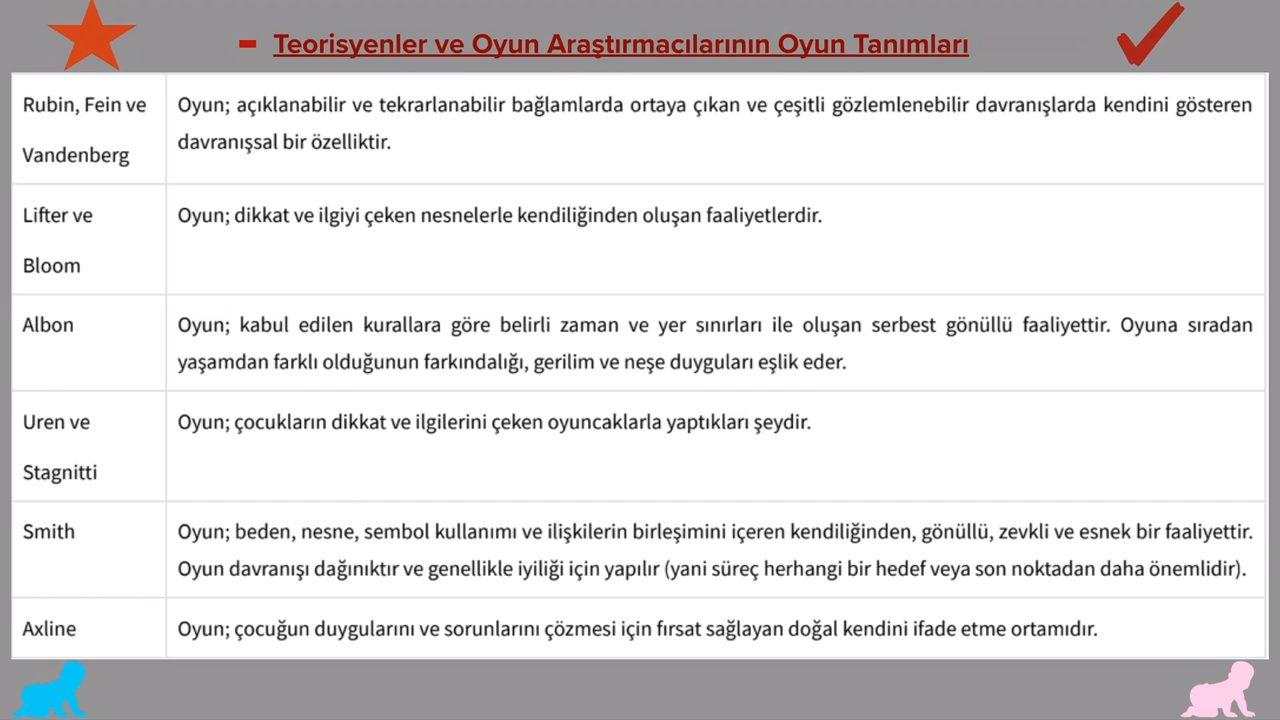 Teorisyenler ve Oyun Araştırmacılarının Oyun Tanımları
Rubin, Fein ve
Vandenberg
Oyun; açıklanabilir ve tekrarlanabilir bağlamlarda ortaya çıkan ve çeşitli gözlemlenebilir davranışlarda kendini gösteren
davranışsal bir özelliktir.
Lifter ve
Bloom
Oyun; dikkat ve ilgiyi çeken nesnelerle kendiliğinden oluşan faaliyetlerdir.
Albon
Oyun; kabul edilen kurallara göre belirli zaman ve yer sınırları ile oluşan serbest gönüllü faaliyettir. Oyuna sıradan
yaşamdan farklı olduğunun farkındalığı, gerilim ve neşe duyguları eşlik eder.
Uren ve
Stagnitti
Oyun; çocukların dikkat ve ilgilerini çeken oyuncaklarla yaptıkları şeydir.
Smith
Oyun; beden, nesne, sembol kullanımı ve ilişkilerin birleşimini içeren kendiliğinden, gönüllü, zevkli ve esnek bir faaliyettir.
Oyun davranışı dağınıktır ve genellikle iyiliği için yapılır (yani süreç herhangi bir hedef veya son noktadan daha önemlidir).
Axline
Oyun; çocuğun duygularını ve sorunlarını çözmesi için fırsat sağlayan doğal kendini ifade etme ortamıdır.